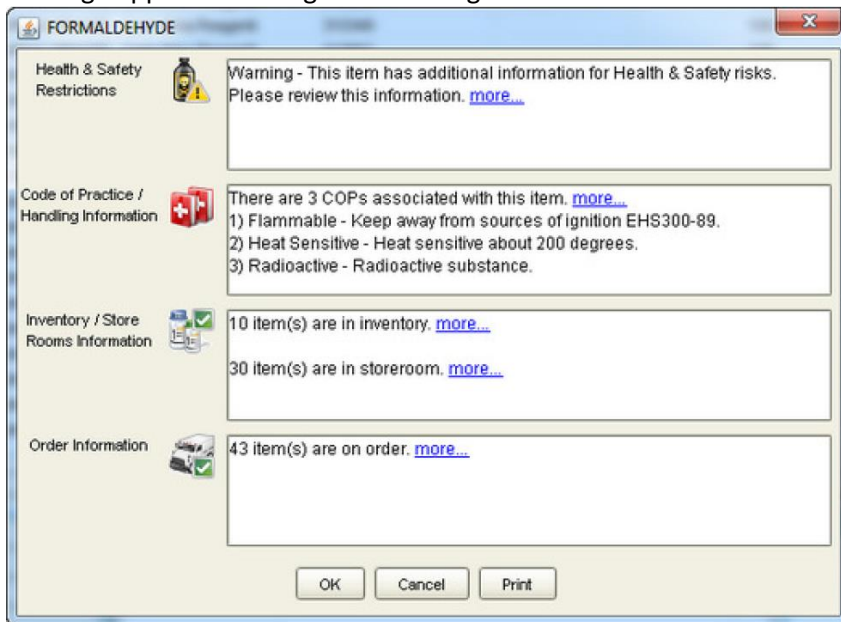 FORMALDEHYDE
Health & Safety
Restrictions
Warning - This item has additional information for Health & Safety risks.
Please review this information. more...
Code of Practice /
Handling Information
There are 3 COPs associated with this item. more...
1) Flammable - Keep away from sources of ignition EHS300-89.
2) Heat Sensitive - Heat sensitive about 200 degrees.
3) Radioactive - Radioactive substance.
Inventory / Store
Rooms Information
10 item(s) are in inventory. more...
30 item(s) are in storeroom. more...
Order Information
43 item(s) are on order. more...
OK
Cancel
Print